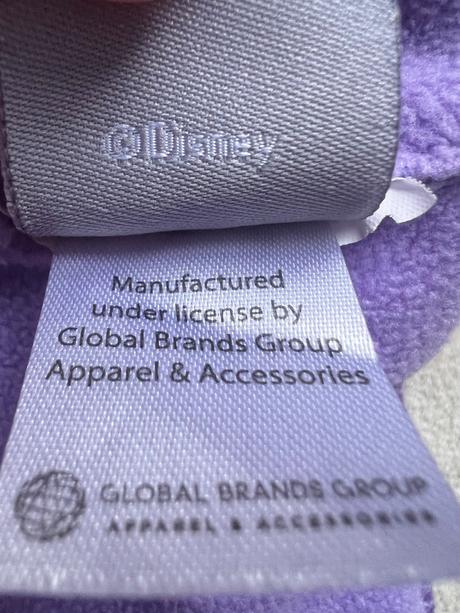 ©Disney
Manufactured
under license by
Global Brands Group
Apparel & Accessories
GLOBAL BRANDS GROUP
APPAREL & ACCESSORIES